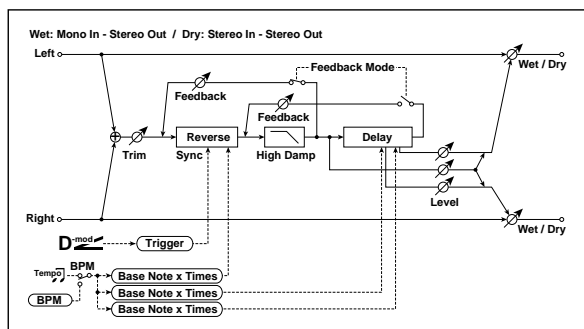 Wet: Mono In - Stereo Out / Dry: Stereo In - Stereo Out
Left
Wet / Dry
Feedback Mode
Feedback
Feedback
Trim
Reverse
Sync
High Damp
Delay
Level
Right
Wet / Dry
D-mod
Trigger
Tempo
BPM
BPM
Base Note x Times
Base Note x Times
Base Note x Times